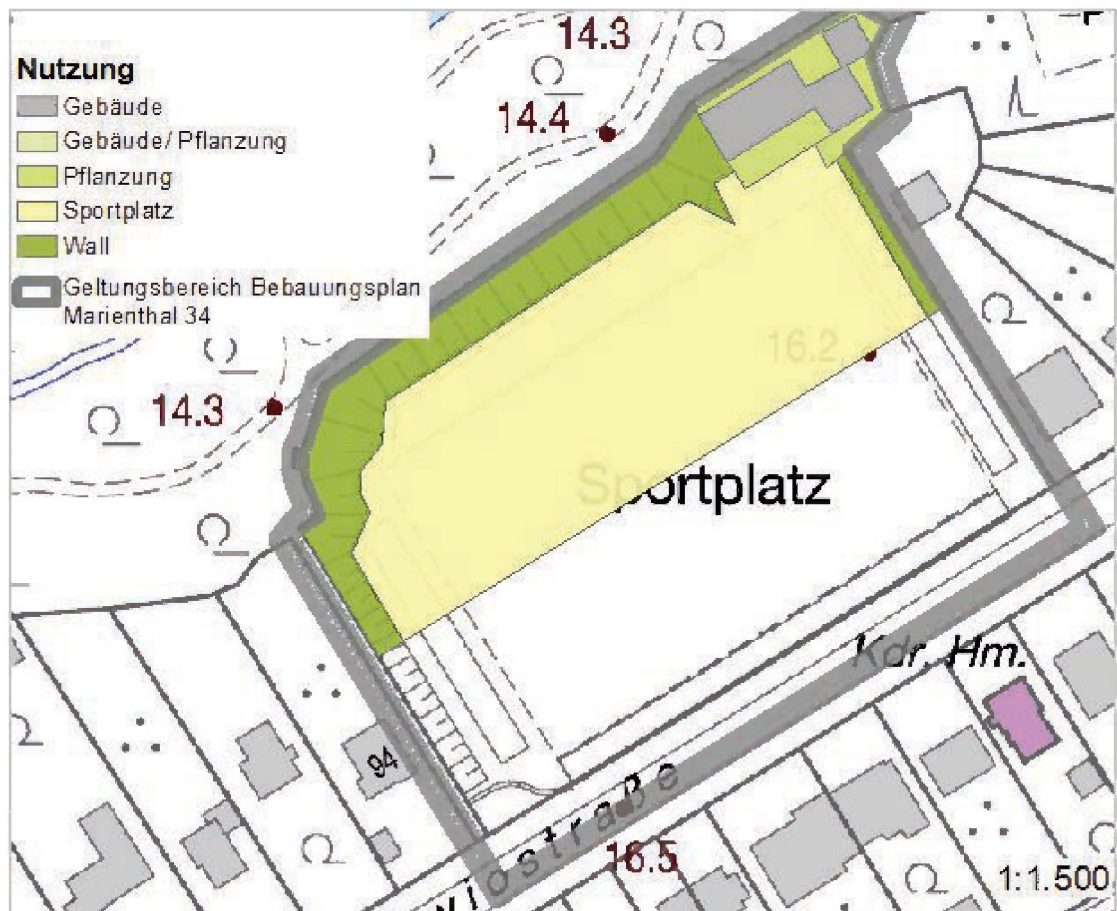 Nutzung
Gebäude
Gebäude/ Pflanzung
Pflanzung
Sportplatz
Wall
Geltungsbereich Bebauungsplan
Marienthal 34
14.3
14.4
14.3
16.2
Sportplatz
Kdr. Hm.
94
16.5
1:1.500